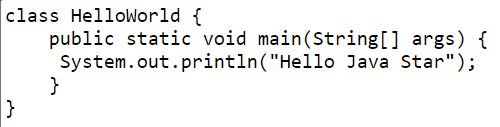 class HelloWorld {
    public static void main(String[] args) {
     System.out.println("Hello Java Star");
    }
}